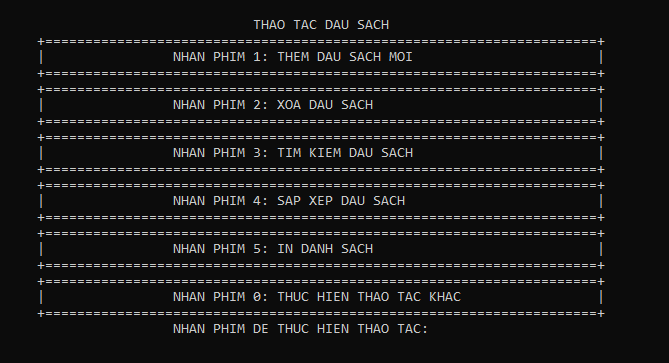 THAO TAC DAU SACH
NHAN PHIM 1: THEM DAU SACH MOI
NHAN PHIM 2: XOA DAU SACH
NHAN PHIM 3: TIM KIEM DAU SACH
NHAN PHIM 4: SAP XEP DAU SACH
NHAN PHIM 5: IN DANH SACH
NHAN PHIM 0: THUC HIEN THAO TAC KHAC
NHAN PHIM DE THUC HIEN THAO TAC: